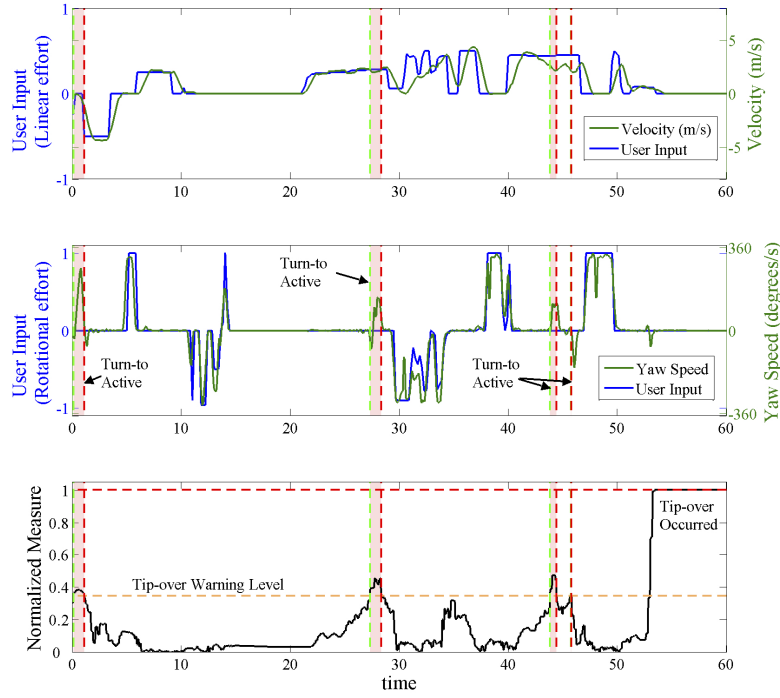 1
0
-1
User Input
(Linear effort)
5
0
-5
Velocity (m/s)
Velocity (m/s)
User Input
0
10
20
30
40
50
60
1
0
-1
User Input
(Rotational effort)
360
0
-360
Yaw Speed (degrees/s)
Turn-to
Active
Turn-to
Active
Turn-to
Active
Yaw Speed
User Input
0
10
20
30
40
50
60
1
0.8
0.6
0.4
0.2
0
Normalized Measure
Tip-over
Occurred
Tip-over Warning Level
0
10
20
30
40
50
60
time